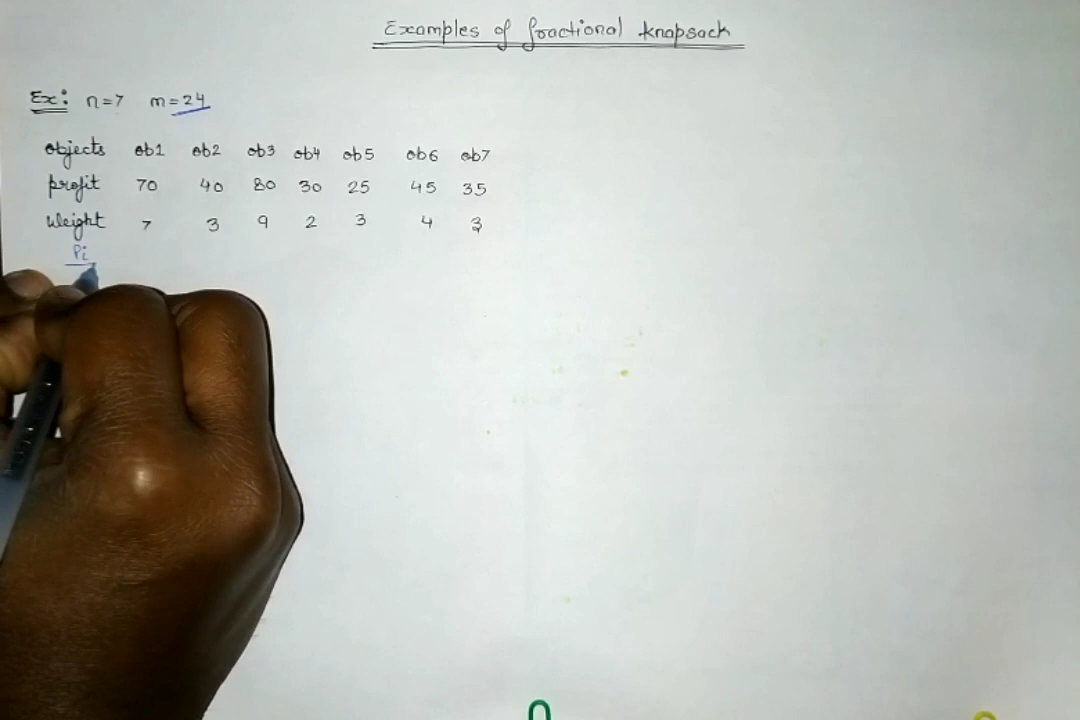 Examples of fractional knapsack
Ex: n=7 m=24
objects ob1 ob2 ob3 ob4 ob5 ob6 ob7
profit 70 40 80 30 25 45 35
Weight 7 3 9 2 3 4 3
Pi